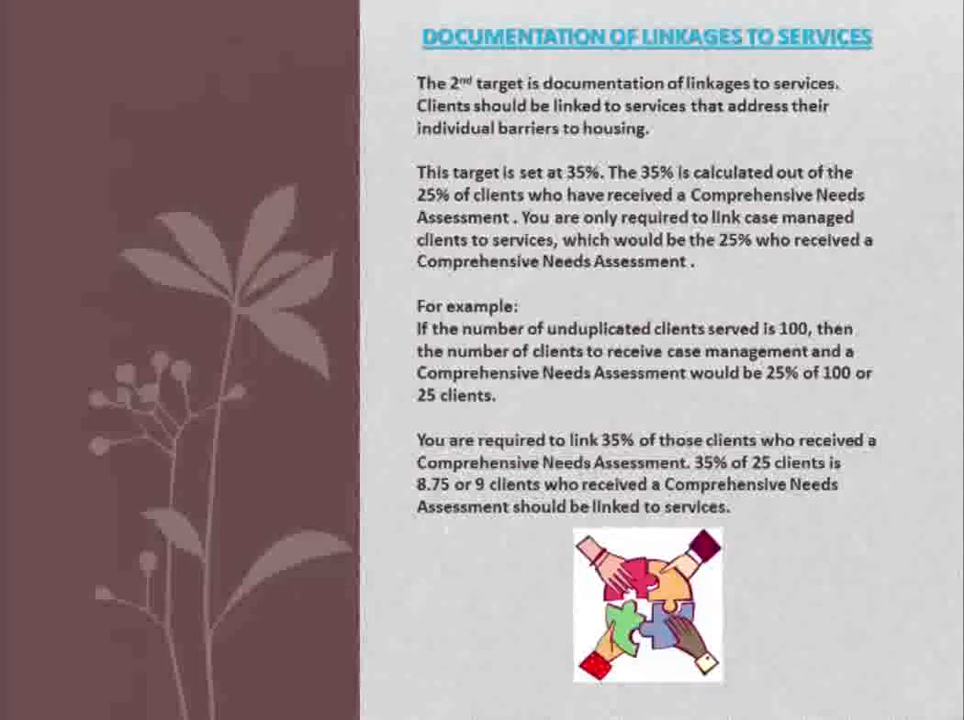 DOCUMENTATION OF LINKAGES TO SERVICES
The 2nd target is documentation of linkages to services.
Clients should be linked to services that address their
individual barriers to housing.
This target is set at 35%. The 35% is calculated out of the
25% of clients who have received a Comprehensive Needs
Assessment . You are only required to link case managed
clients to services, which would be the 25% who received a
Comprehensive Needs Assessment .
For example:
If the number of unduplicated clients served is 100, then
the number of clients to receive case management and a
Comprehensive Needs Assessment would be 25% of 100 or
25 clients.
You are required to link 35% of those clients who received a
Comprehensive Needs Assessment. 35% of 25 clients is
8.75 or 9 clients who received a Comprehensive Needs
Assessment should be linked to services.